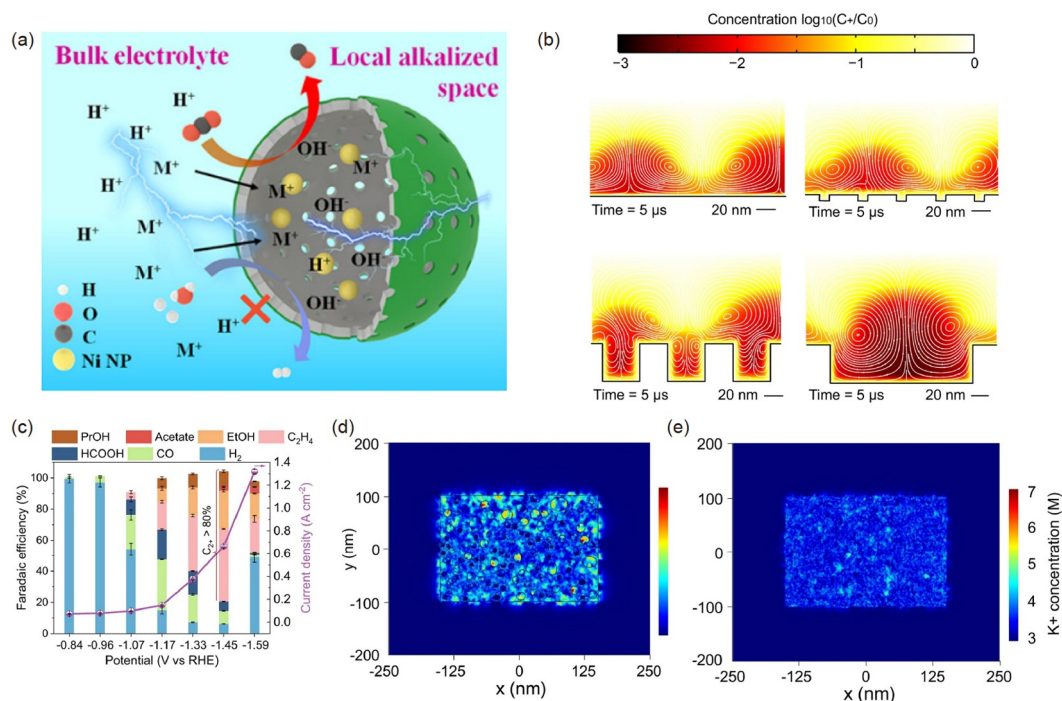 (a)
Bulk electrolyte
Local alkalized
space
H⁺
H⁺
H⁺
M⁺
H⁺
M⁺
H⁺
M⁺
M⁺
H⁺
M⁺
OH⁻
M⁺
M⁺
OH⁻
M⁺
OH⁻
H⁺
OH⁻
H
O
C
Ni NP
(b)
Concentration log₁₀(C₊/C₀)
−3
−2
−1
0
Time = 5 µs
20 nm
Time = 5 µs
20 nm
Time = 5 µs
20 nm
Time = 5 µs
20 nm
(c)
PrOH
Acetate
EtOH
C₂H₄
HCOOH
CO
H₂
Faradaic efficiency (%)
100
80
60
40
20
0
C₂₊ > 80%
1.4
1.2
1.0
0.8
0.6
0.4
0.2
0.0
Current density (A cm⁻²)
-0.84
-0.96
-1.07
-1.17
-1.33
-1.45
-1.59
Potential (V vs RHE)
(d)
200
100
0
-100
-200
y (nm)
-250
-125
0
125
250
x (nm)
(e)
200
100
0
-100
-200
-250
-125
0
125
250
x (nm)
7
6
5
4
3
K+ concentration (M)